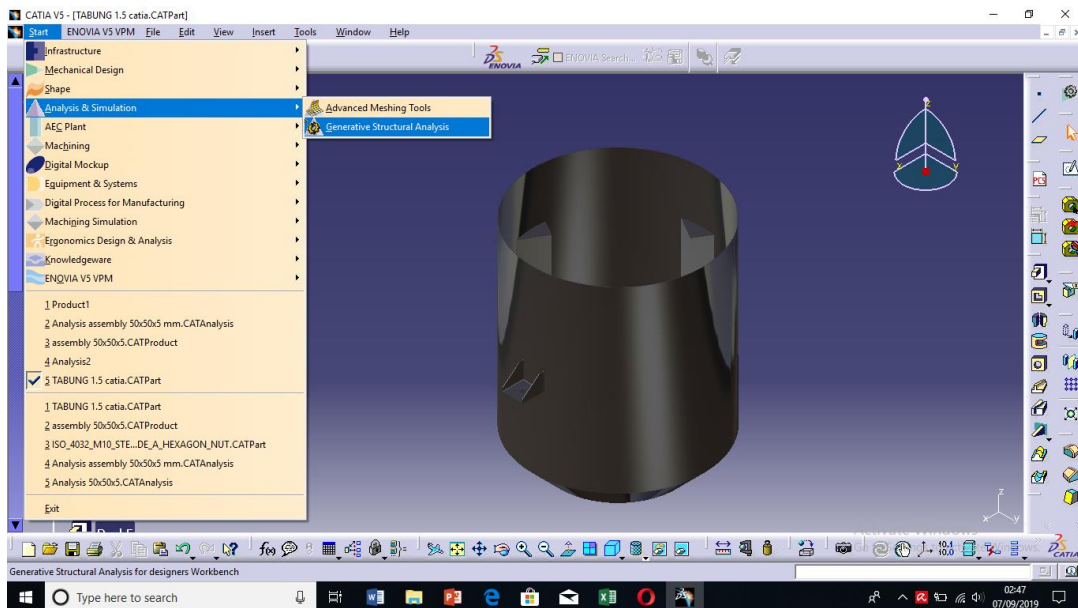 CATIA V5 - [TABUNG 1.5 catia.CATPart]
Start ENOVIA V5 VPM File Edit View Insert Tools Window Help
ENOVIA ENOVIA Search...
Infrastructure
Mechanical Design
Shape
Analysis & Simulation
AEC Plant
Machining
Digital Mockup
Equipment & Systems
Digital Process for Manufacturing
Machining Simulation
Ergonomics Design & Analysis
Knowledgeware
ENOVIA V5 VPM
1 Product1
2 Analysis assembly 50x50x5 mm.CATAnalysis
3 assembly 50x50x5.CATProduct
4 Analysis2
5 TABUNG 1.5 catia.CATPart
1 TABUNG 1.5 catia.CATPart
2 assembly 50x50x5.CATProduct
3 ISO_4032_M10_STE...DE_A_HEXAGON_NUT.CATPart
4 Analysis assembly 50x50x5 mm.CATAnalysis
5 Analysis 50x50x5.CATAnalysis
Exit
Advanced Meshing Tools
Generative Structural Analysis
z
x y
PCS
z
x y
f(x)
CATIA
Generative Structural Analysis for designers Workbench
Type here to search
02:47
07/09/2019